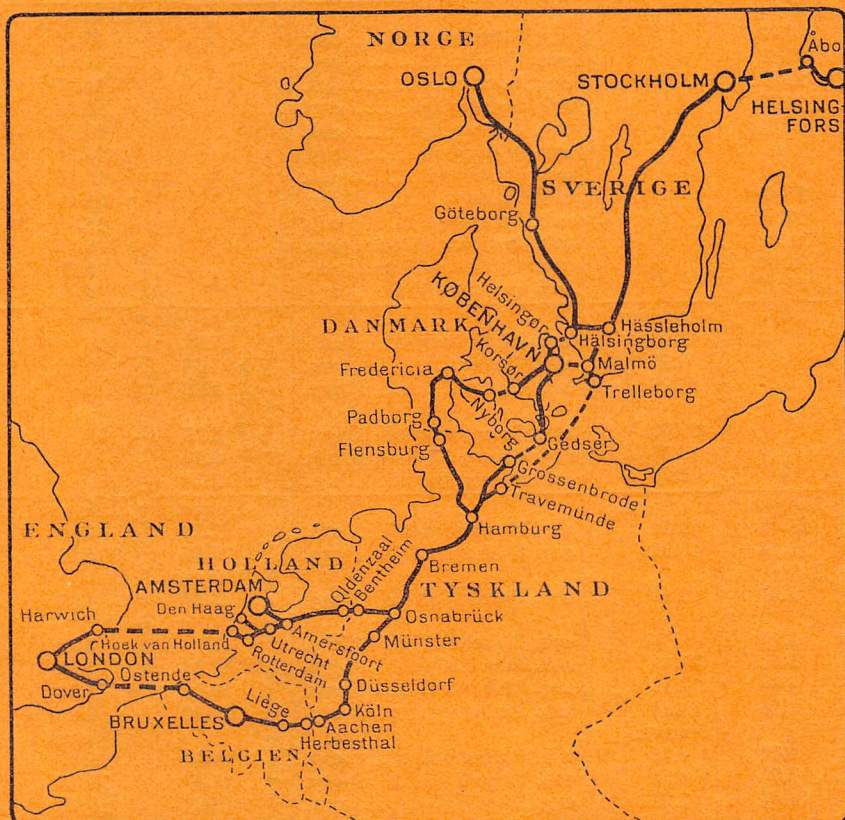 NORGE
OSLO
STOCKHOLM
Åbo
HELSING-
FORS
SVERIGE
Göteborg
Helsingør
KØBENHAVN
DANMARK
Hässleholm
Hälsingborg
Korsør
Malmö
Fredericia
Trelleborg
Nyborg
Padborg
Gedser
Flensburg
Grossenbrode
Travemünde
Hamburg
ENGLAND
HOLLAND
Oldenzaal
Bentheim
Bremen
AMSTERDAM
TYSKLAND
Den Haag
Harwich
Osnabrück
Amersfoort
Hoek van Holland
Utrecht
Münster
Rotterdam
LONDON
Ostende
Dover
Düsseldorf
Liège
Köln
BRUXELLES
Aachen
Herbesthal
BELGIEN